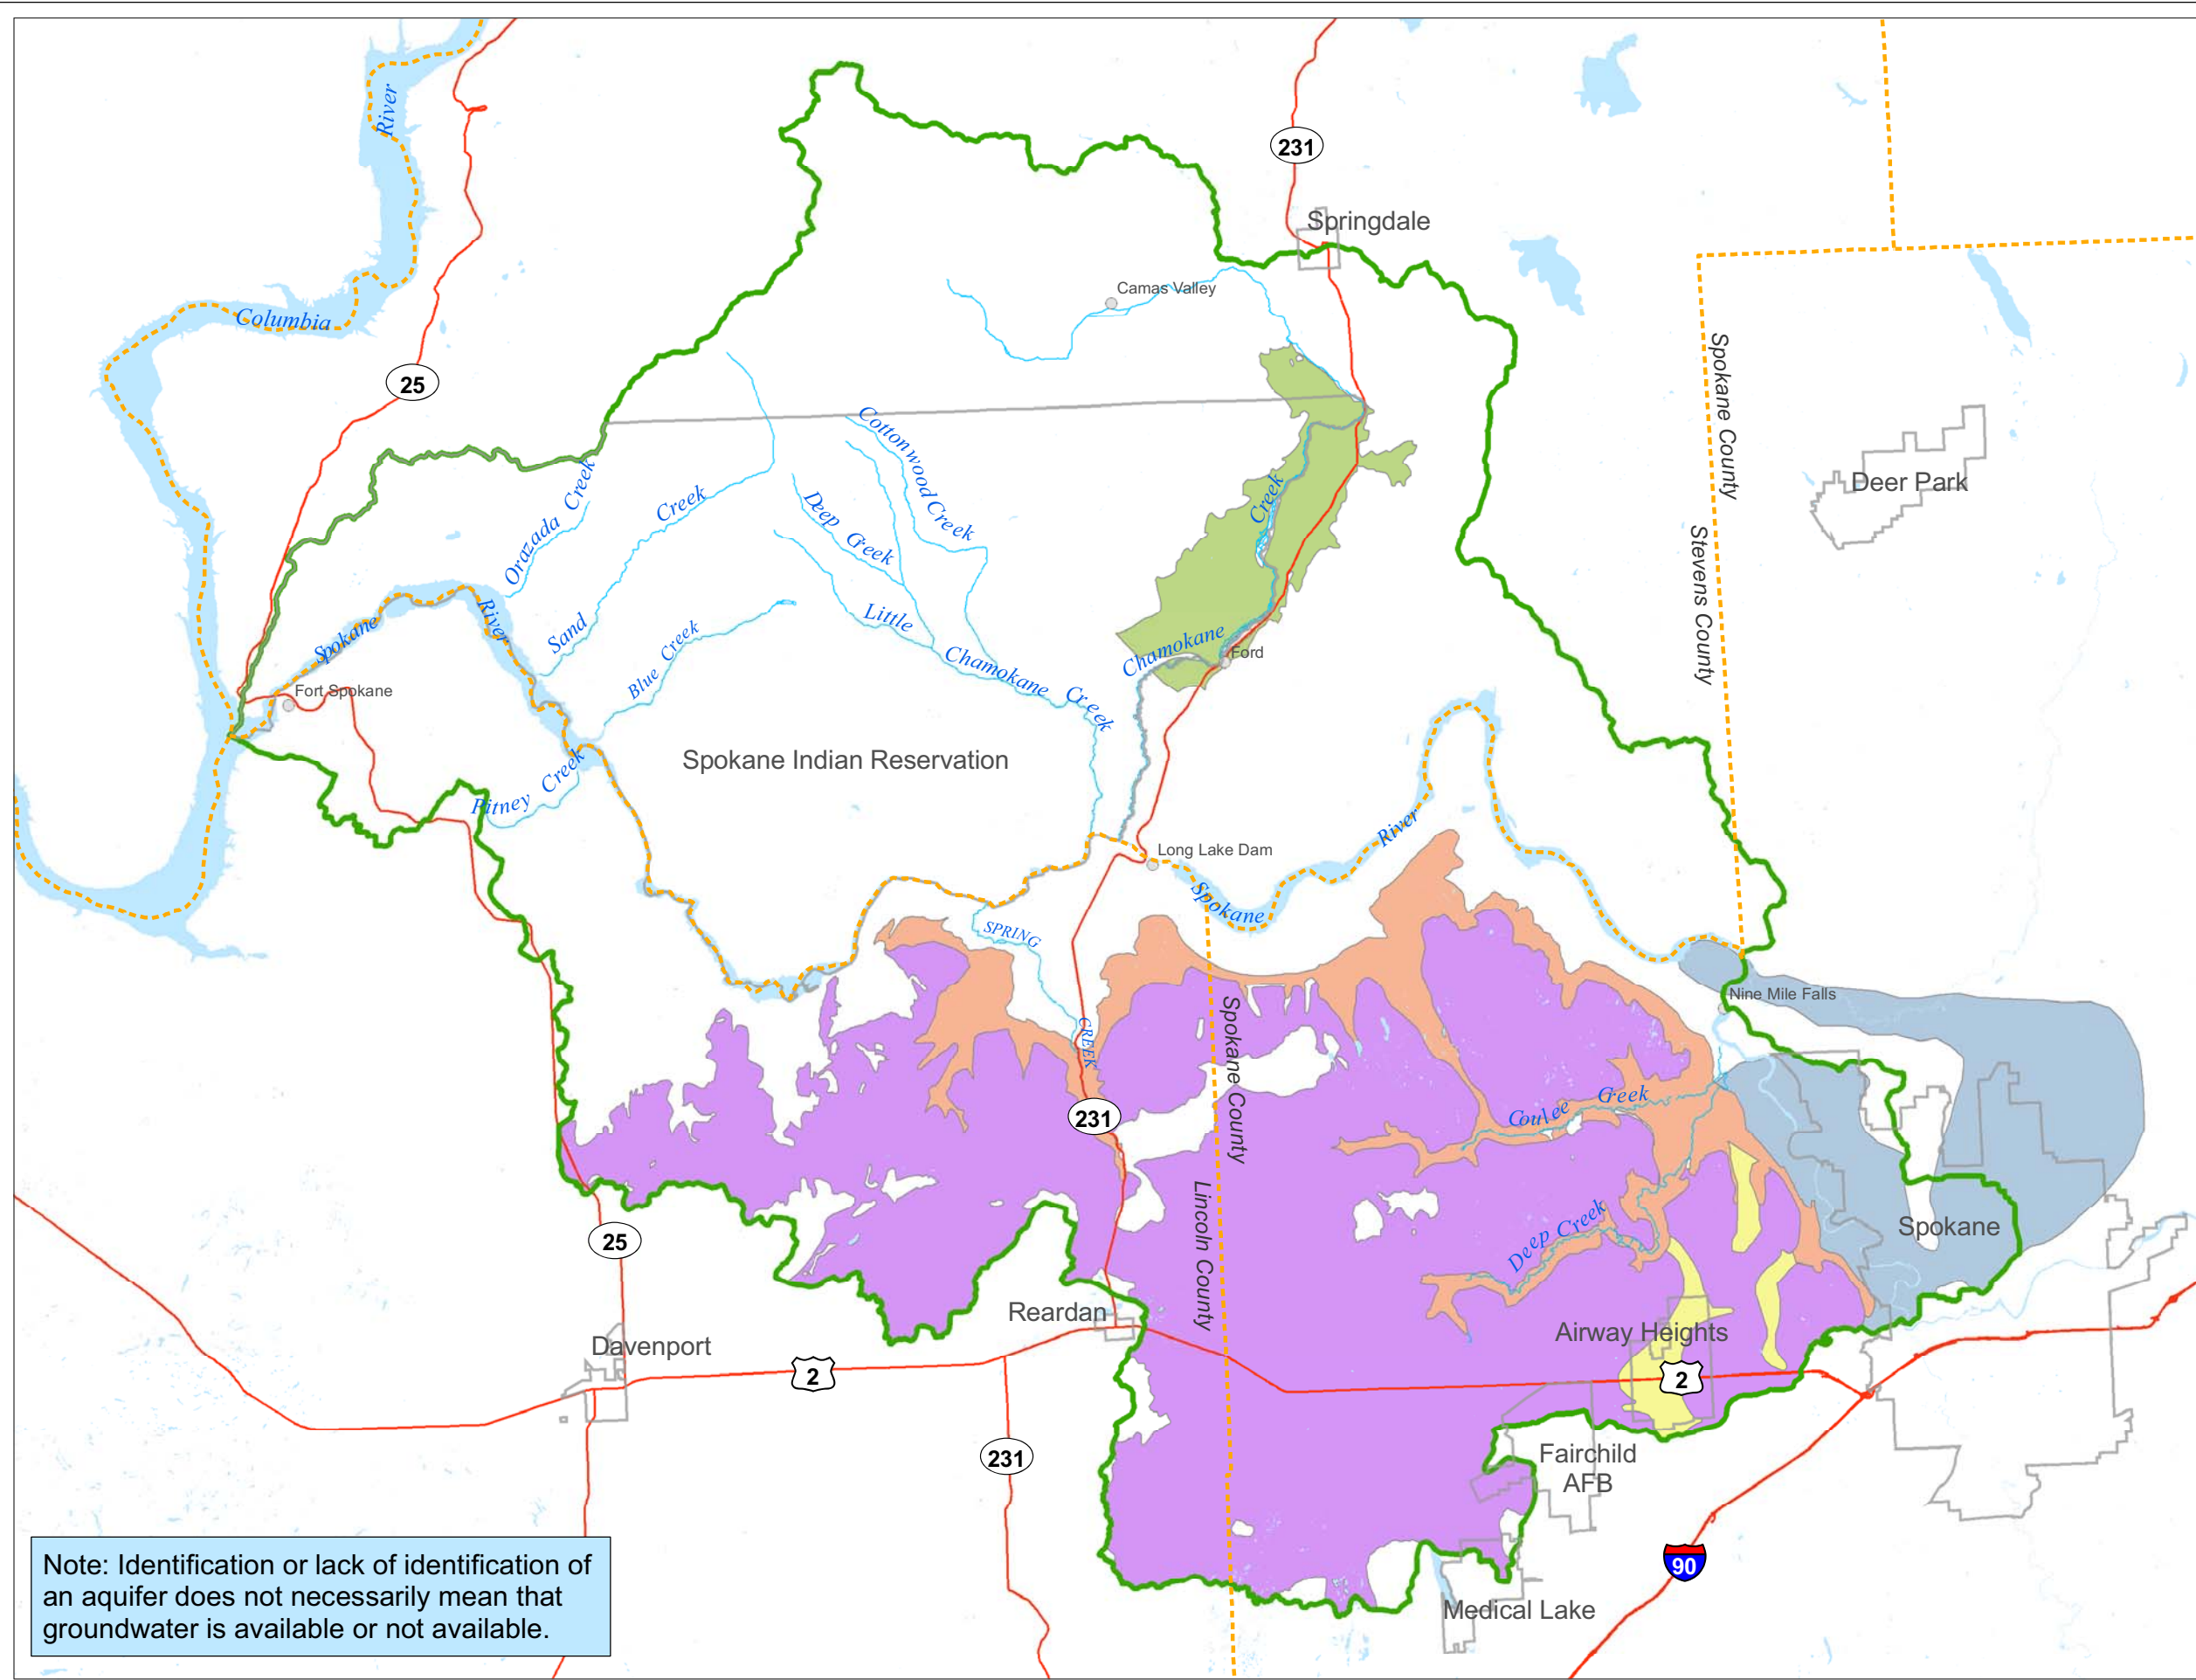 River
231
Springdale
Camas Valley
Columbia
25
Spokane County
Stevens County
Deer Park
Cottonwood Creek
Orazada Creek
Sand Creek
Deep Creek
Creek
Chamokane
Ford
Little Chamokane Creek
Blue Creek
Spokane River
Fort Spokane
Spokane Indian Reservation
Pitney Creek
Long Lake Dam
Spokane River
SPRING CREEK
Nine Mile Falls
Spokane County
Lincoln County
231
Coulee Creek
Deep Creek
Spokane
25
Reardan
Airway Heights
Davenport
2
2
231
Fairchild
AFB
90
Medical Lake
Note: Identification or lack of identification of
an aquifer does not necessarily mean that
groundwater is available or not available.